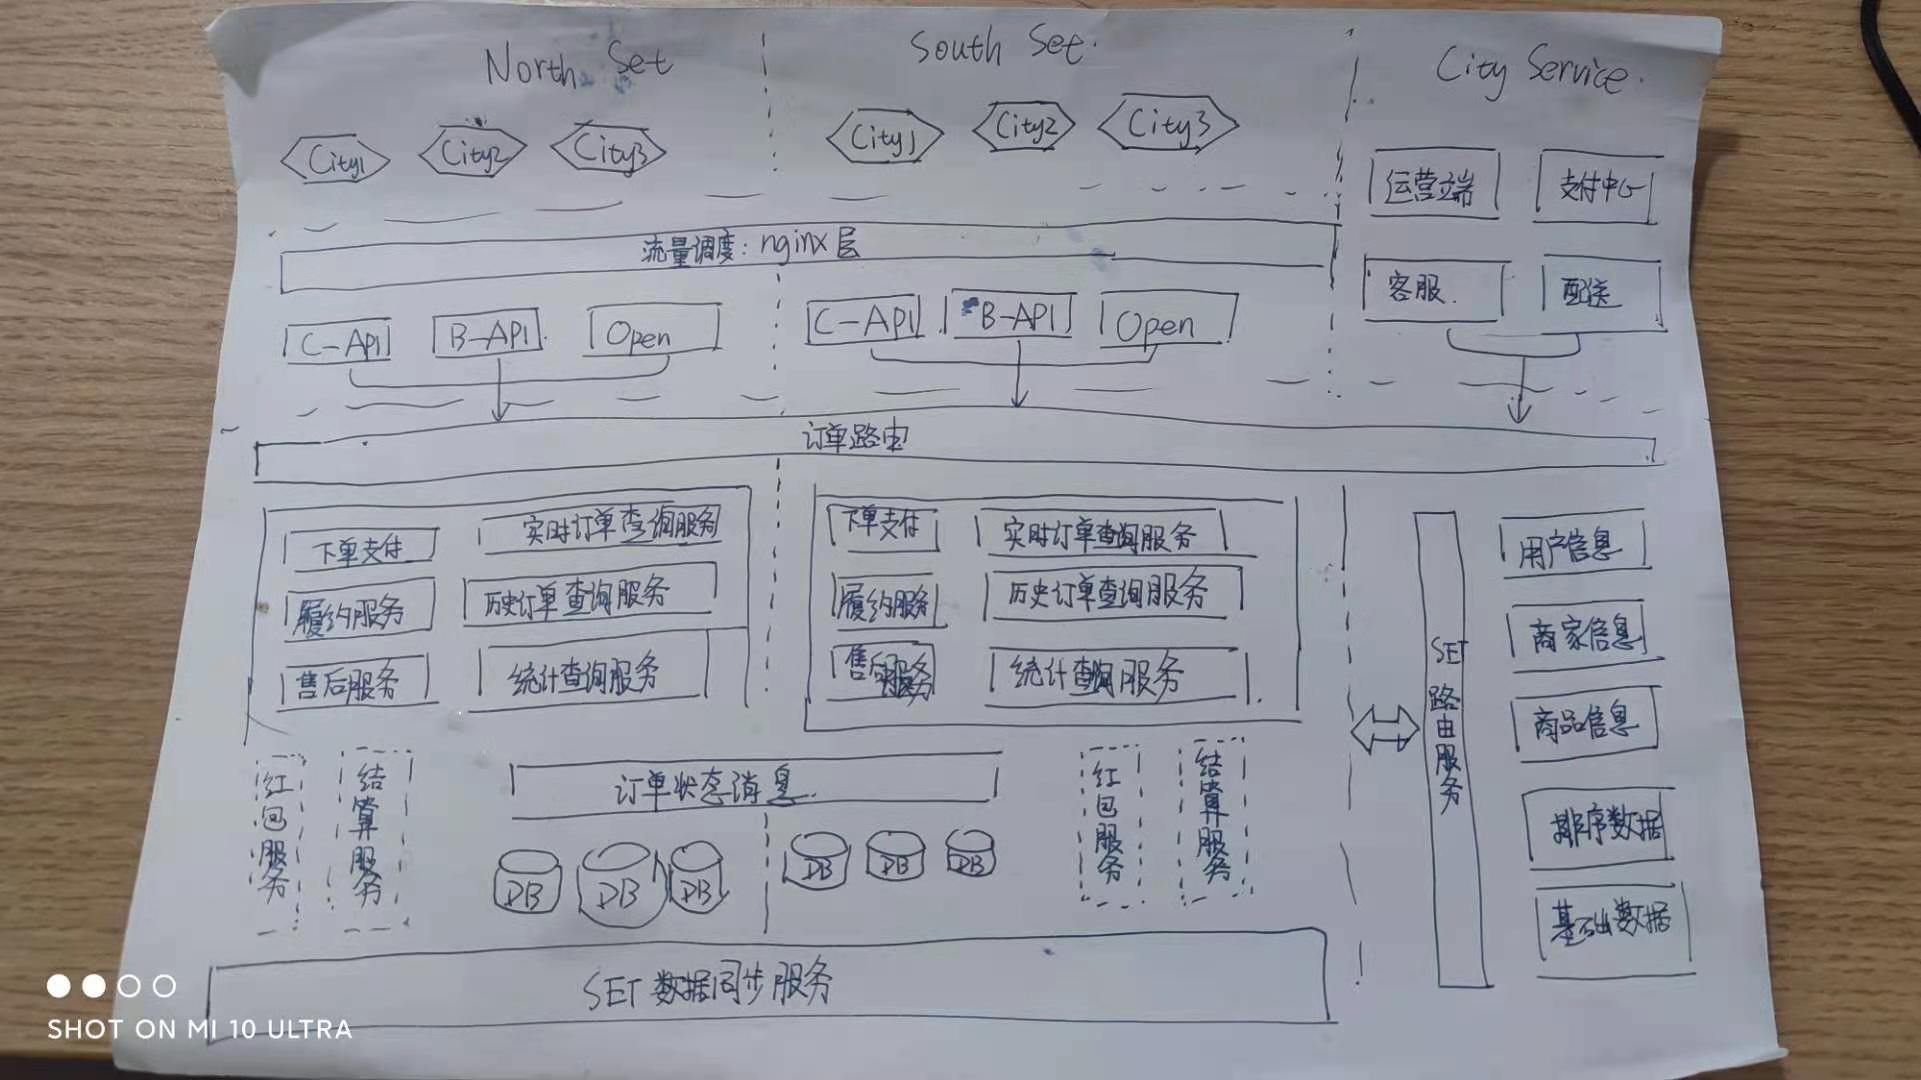 North Set
South Set.
City Service.
City1
City2
City3
City1
City2
City3
运营端
支付中心
流量调度：nginx层
客服.
配送
C-API
B-API
Open
C-API
B-API
Open
订单路由
下单支付
实时订单查询服务
履约服务
历史订单查询服务
售后服务
统计查询服务
下单支付
实时订单查询服务
履约服务
历史订单查询服务
售后服务
统计查询服务
SET路由服务
用户信息
商家信息
商品信息
排序数据
基础数据
红包服务
结算服务
订单状态消息
红包服务
结算服务
DB
DB
DB
DB
DB
DB
SET数据同步服务
SHOT ON MI 10 ULTRA